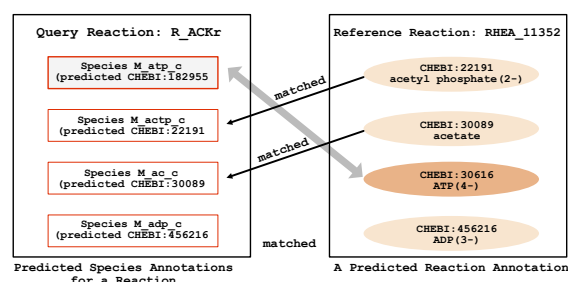 Query Reaction: R_ACKr
Species M_atp_c
(predicted CHEBI:182955
Species M_actp_c
(predicted CHEBI:22191
Species M_ac_c
(predicted CHEBI:30089
Species M_adp_c
(predicted CHEBI:456216
Predicted Species Annotations
for a Reaction
matched
matched
matched
Reference Reaction: RHEA_11352
CHEBI:22191
acetyl phosphate(2-)
CHEBI:30089
acetate
CHEBI:30616
ATP(4-)
CHEBI:456216
ADP(3-)
A Predicted Reaction Annotation